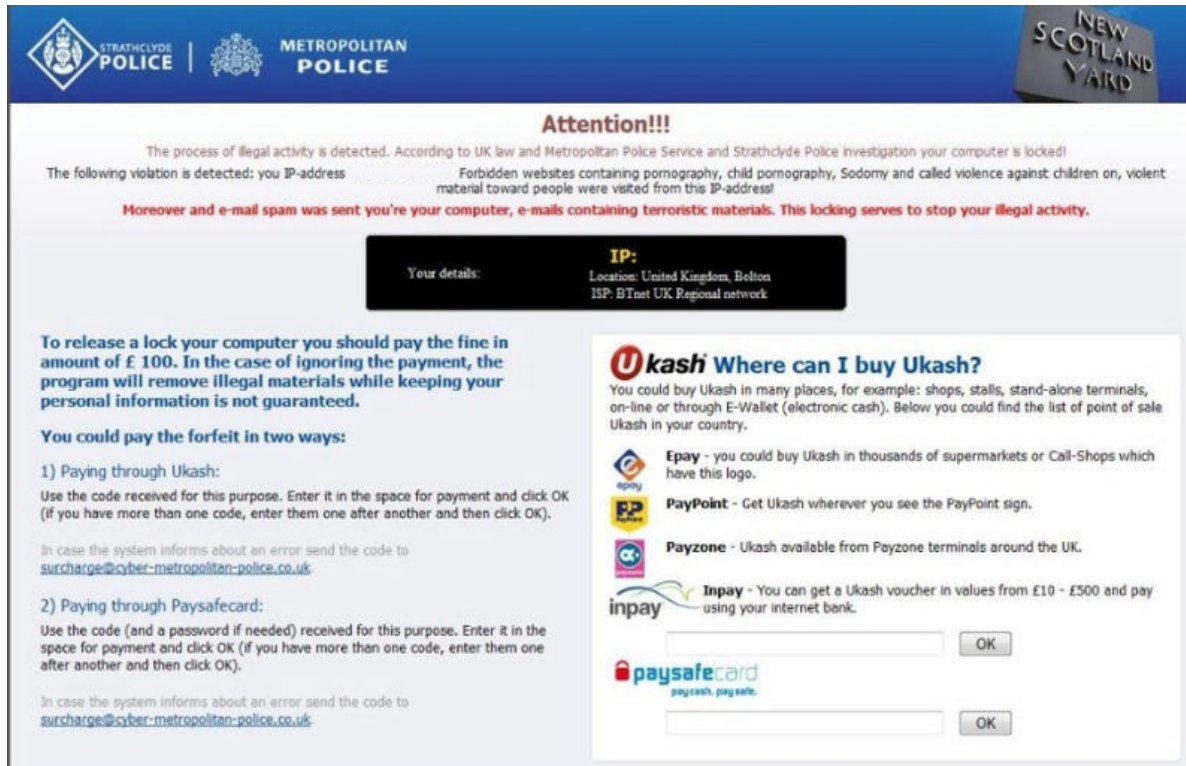 STRATHCLYDE
POLICE
METROPOLITAN
POLICE
NEW
SCOTLAND
YARD
Attention!!!
The process of illegal activity is detected. According to UK law and Metropolitan Police Service and Strathclyde Police investigation your computer is locked!
The following violation is detected: you IP-address Forbidden websites containing pornography, child pornography, Sodomy and called violence against children on, violent
material toward people were visited from this IP-address!
Moreover and e-mail spam was sent you're your computer, e-mails containing terroristic materials. This locking serves to stop your illegal activity.
Your details:
IP:
Location: United Kingdom, Bolton
ISP: BTnet UK Regional network
To release a lock your computer you should pay the fine in
amount of £ 100. In the case of ignoring the payment, the
program will remove illegal materials while keeping your
personal information is not guaranteed.
You could pay the forfeit in two ways:
1) Paying through Ukash:
Use the code received for this purpose. Enter it in the space for payment and click OK
(if you have more than one code, enter them one after another and then click OK).
In case the system informs about an error send the code to
surcharge@cyber-metropolitan-police.co.uk.
2) Paying through Paysafecard:
Use the code (and a password if needed) received for this purpose. Enter it in the
space for payment and click OK (if you have more than one code, enter them one
after another and then click OK).
In case the system informs about an error send the code to
surcharge@cyber-metropolitan-police.co.uk.
Ukash Where can I buy Ukash?
You could buy Ukash in many places, for example: shops, stalls, stand-alone terminals,
on-line or through E-Wallet (electronic cash). Below you could find the list of point of sale
Ukash in your country.
epay
Epay - you could buy Ukash in thousands of supermarkets or Call-Shops which
have this logo.
PayPoint
PayPoint - Get Ukash wherever you see the PayPoint sign.
Payzone - Ukash available from Payzone terminals around the UK.
inpay
Inpay - You can get a Ukash voucher in values from £10 - £500 and pay
using your internet bank.
OK
paysafecard
pay cash. pay safe.
OK